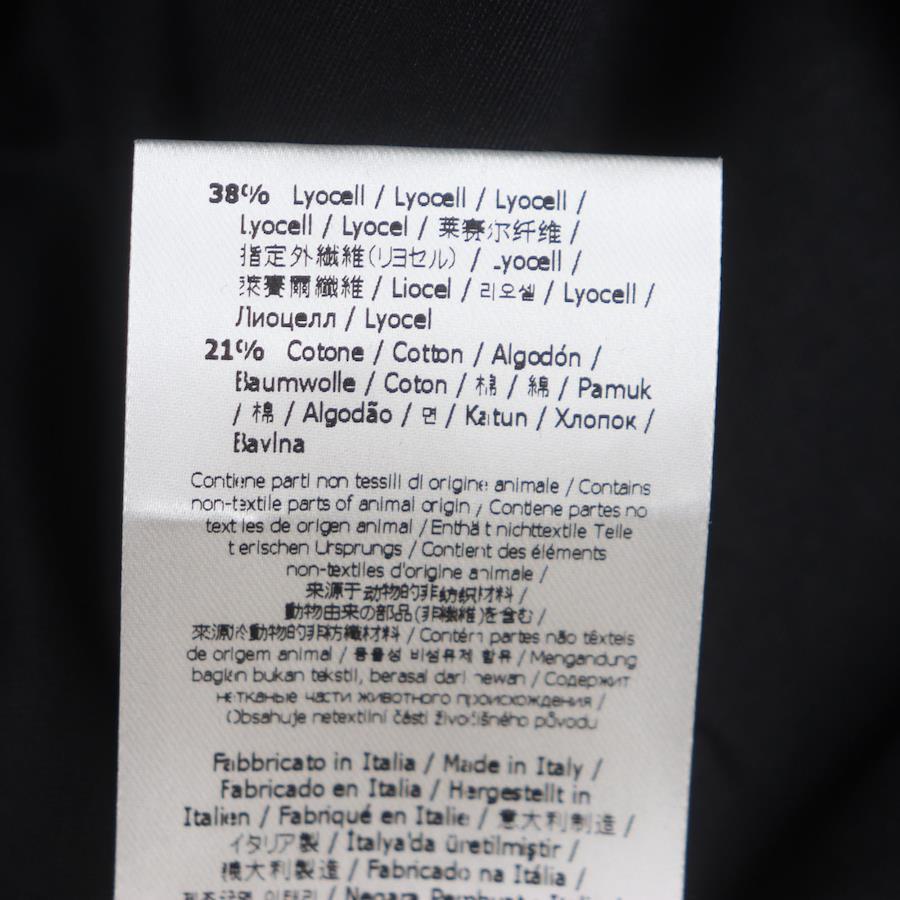 38% Lyocell / Lyocell / Lyocell /
Lyocell / Lyocel / 莱赛尔纤维 /
指定外繊維(リヨセル) / Lyocell /
萊賽爾纖維 / Liocel / 리오셀 / Lyocell /
Лиоцелл / Lyocel
21% Cotone / Cotton / Algodón /
Baumwolle / Coton / 棉 / 綿 / Pamuk
/ 棉 / Algodão / 면 / Katun / Хлопок /
Bavlna
Contiene parti non tessili di origine animale / Contains
non-textile parts of animal origin / Contiene partes no
textiles de origen animal / Enthält nichttextile Teile
tierischen Ursprungs / Contient des éléments
non-textiles d'origine animale /
来源于动物的非纺织材料 /
動物由来の部品(非繊維)を含む /
來源於動物的非紡織材料 / Contém partes não têxteis
de origem animal / 동물성 비섬유제 함유 / Mengandung
bagian bukan tekstil, berasal dari hewan / Содержит
нетканые части животного происхождения /
Obsahuje netextilní části živočišného původu
Fabbricato in Italia / Made in Italy /
Fabricado en Italia / Hergestellt in
Italien / Fabriqué en Italie / 意大利制造 /
イタリア製 / İtalya'da üretilmiştir /
義大利製造 / Fabricado na Itália /
이태리 / Negara